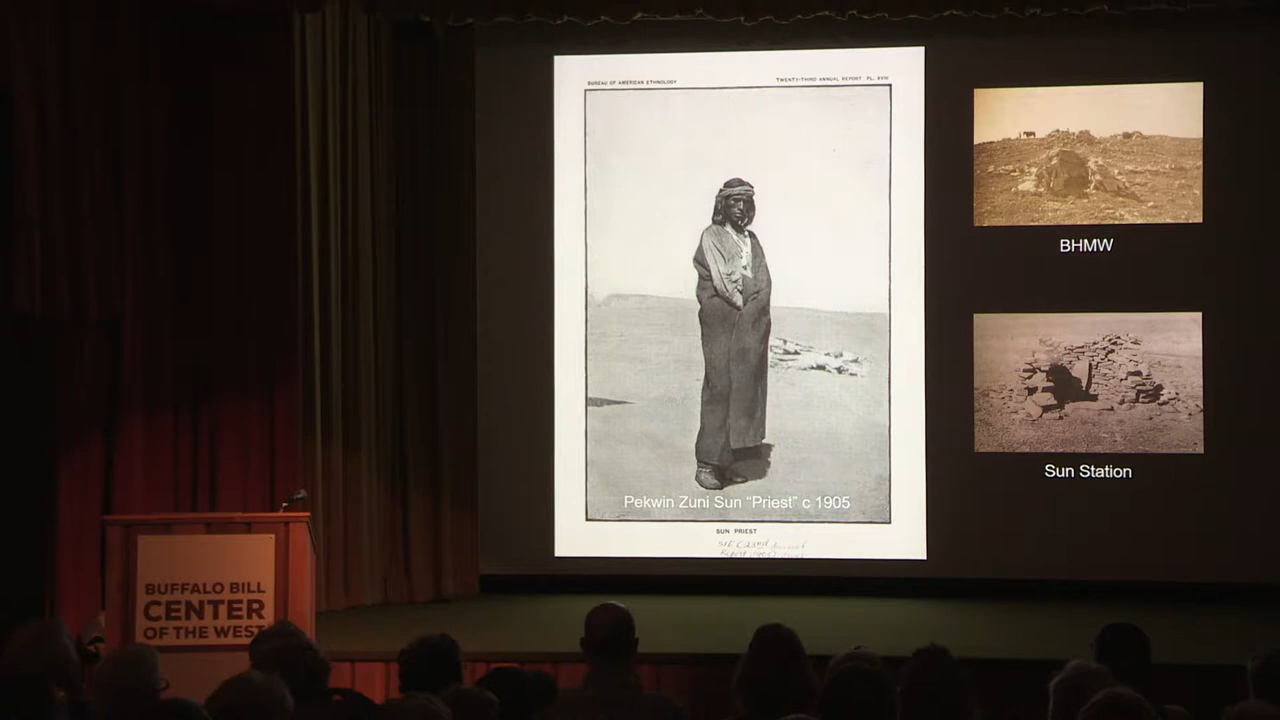 BUREAU OF AMERICAN ETHNOLOGY
TWENTY-THIRD ANNUAL REPORT PL. XVIII
Pekwin Zuni Sun “Priest” c 1905
SUN PRIEST
BHMW
Sun Station
BUFFALO BILL
CENTER
OF THE WEST